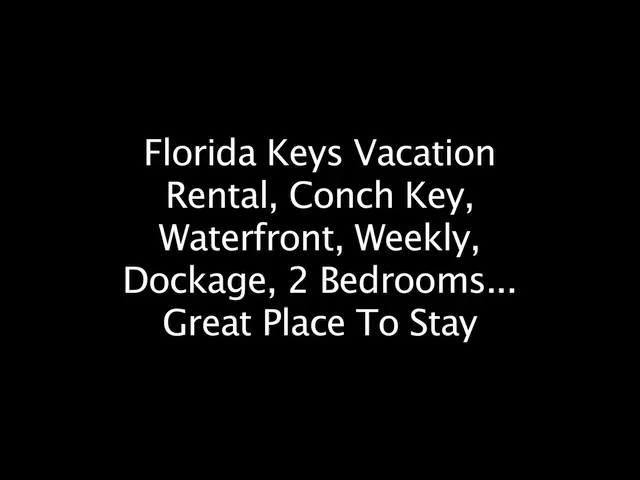 Florida Keys Vacation
Rental, Conch Key,
Waterfront, Weekly,
Dockage, 2 Bedrooms...
Great Place To Stay